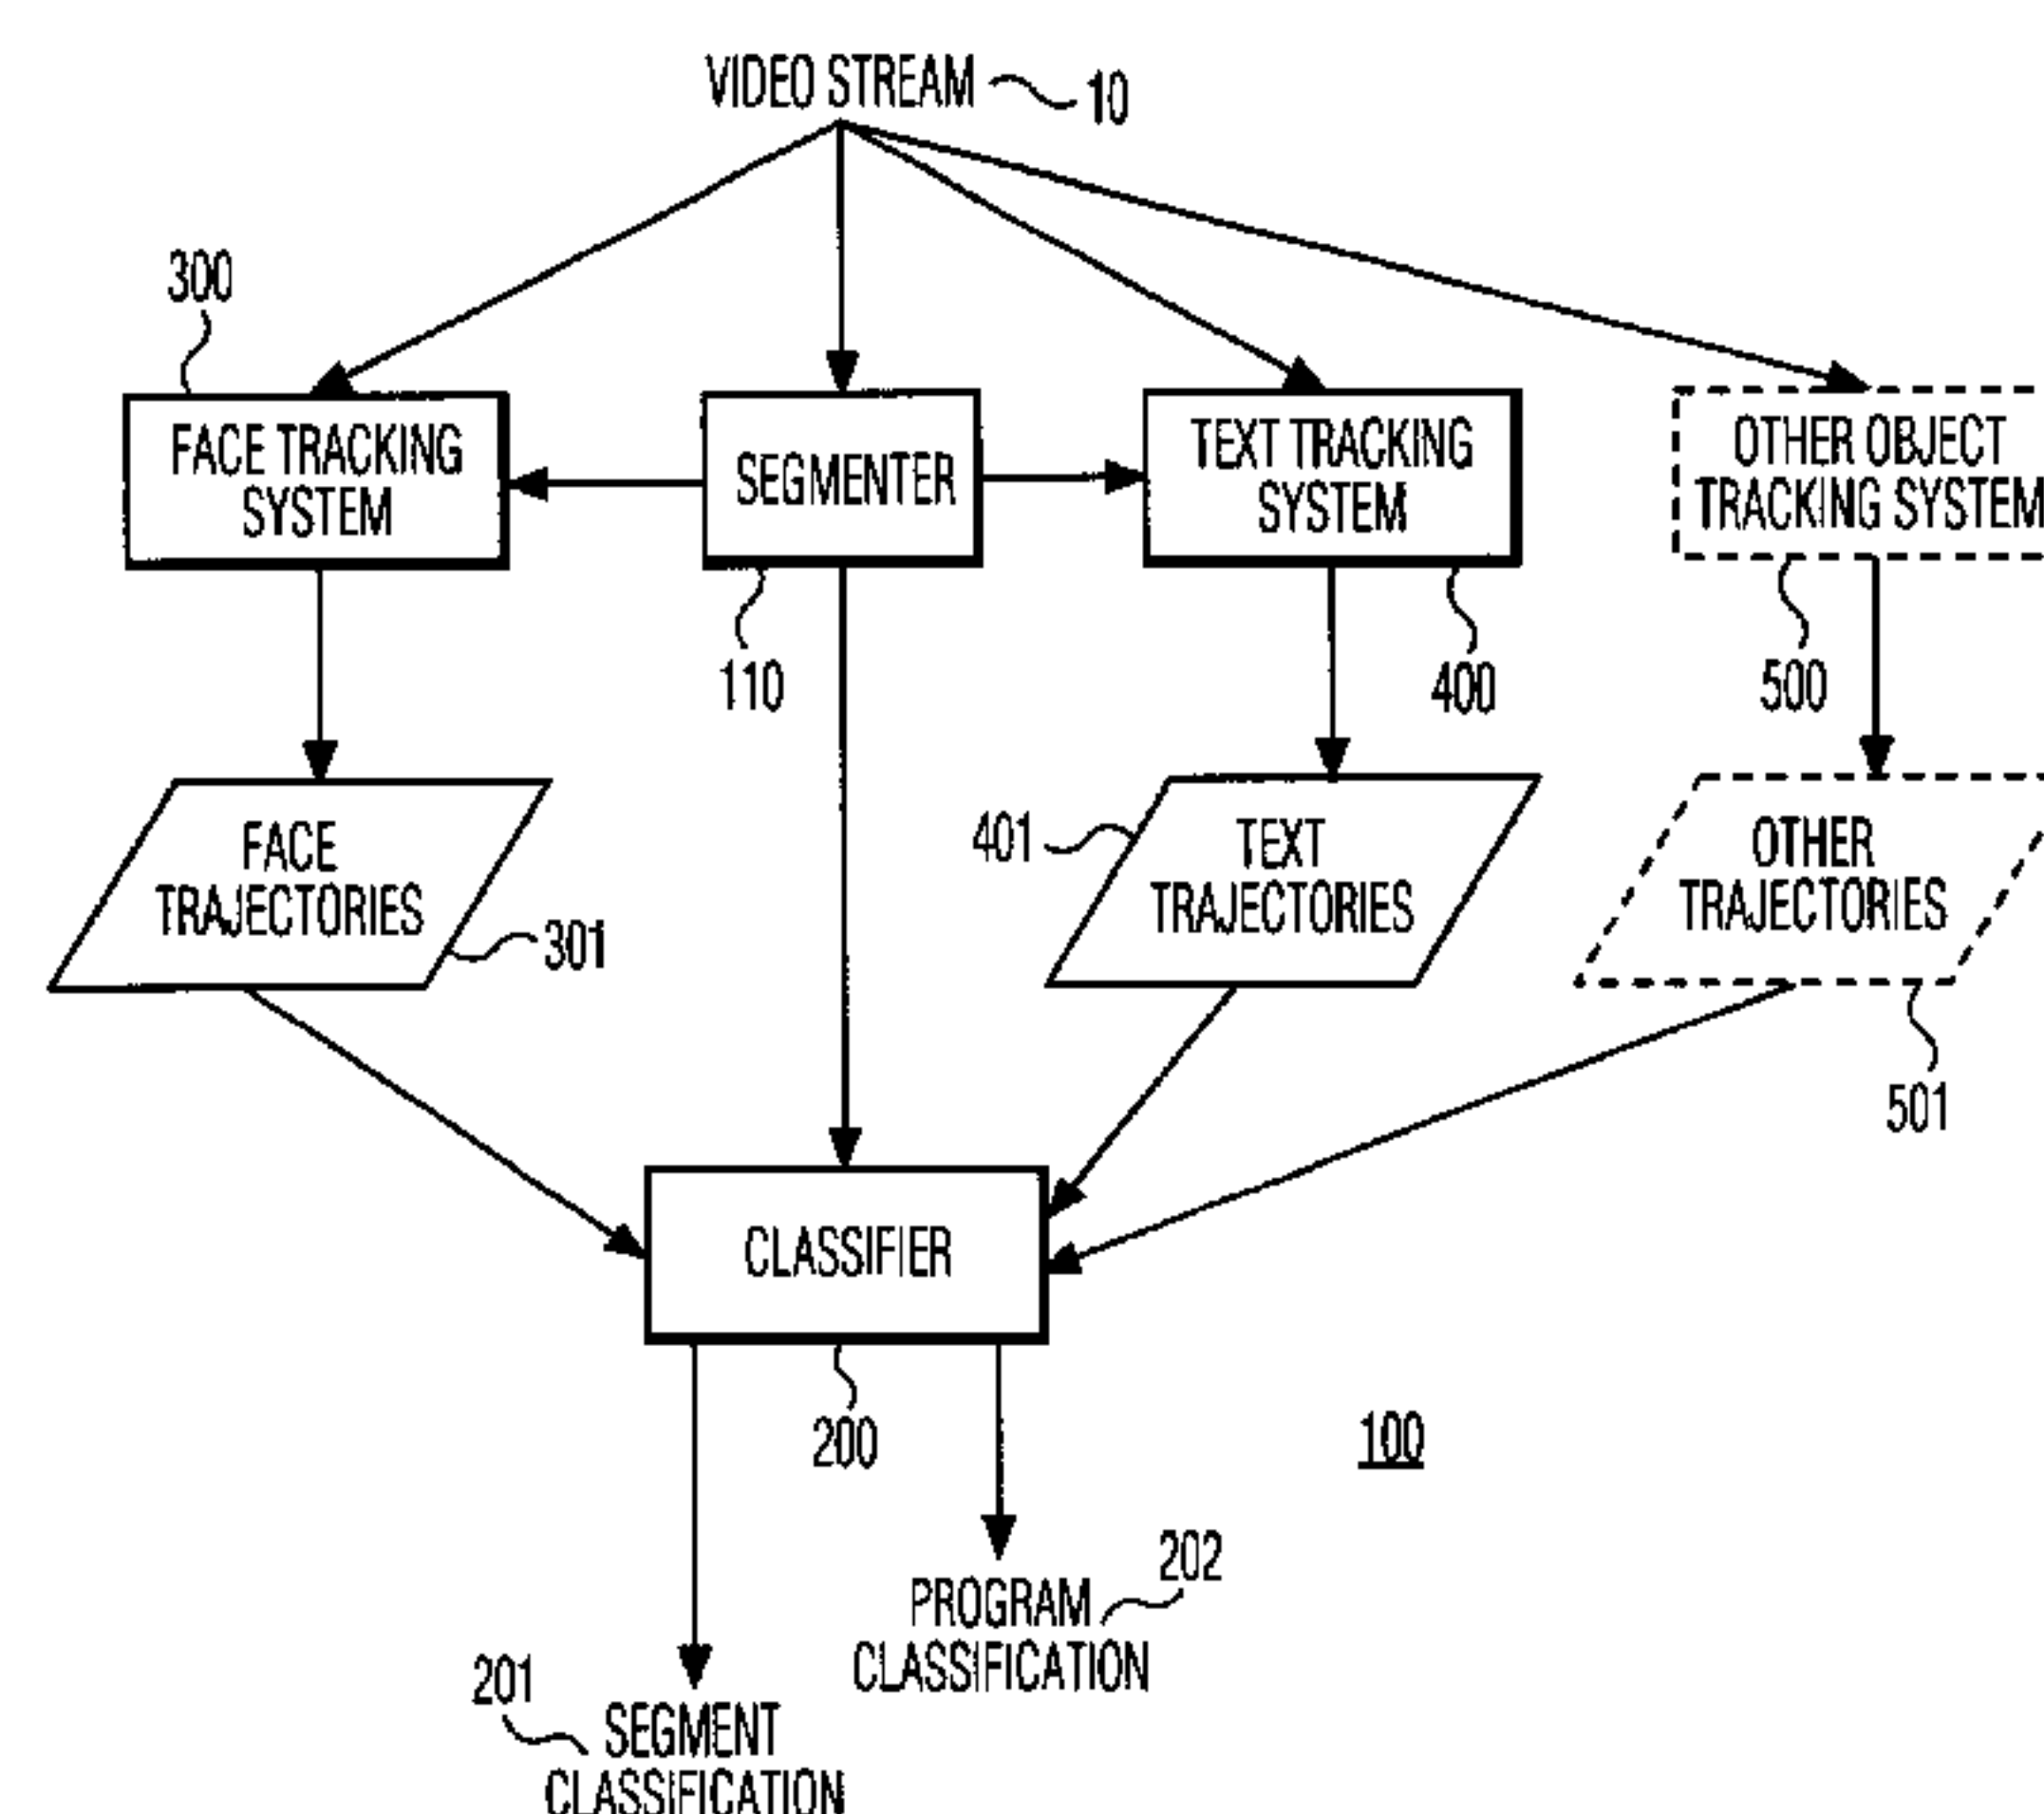 VIDEO STREAM 10
300
FACE TRACKING
SYSTEM
SEGMENTER
TEXT TRACKING
SYSTEM
OTHER OBJECT
TRACKING SYSTEM
110
400
500
FACE
TRAJECTORIES
301
401
TEXT
TRAJECTORIES
OTHER
TRAJECTORIES
501
CLASSIFIER
200
100
202
PROGRAM
CLASSIFICATION
201
SEGMENT
CLASSIFICATION